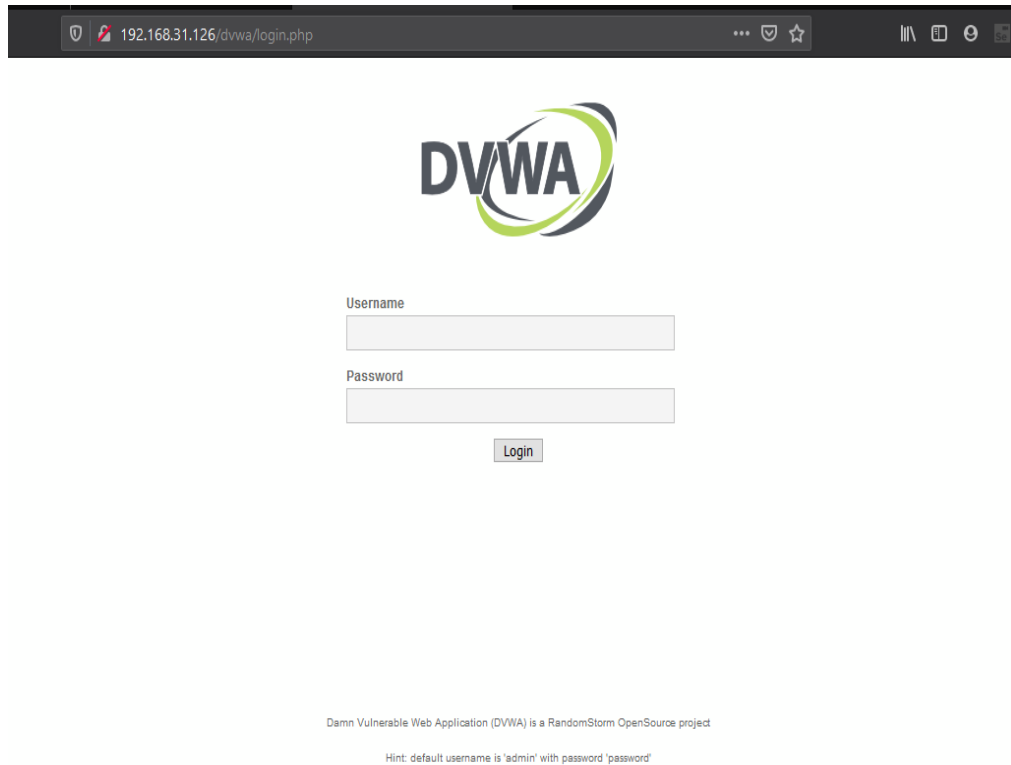 192.168.31.126/dvwa/login.php
Se
DVWA
Username
Password
Login
Damn Vulnerable Web Application (DVWA) is a RandomStorm OpenSource project
Hint: default username is 'admin' with password 'password'